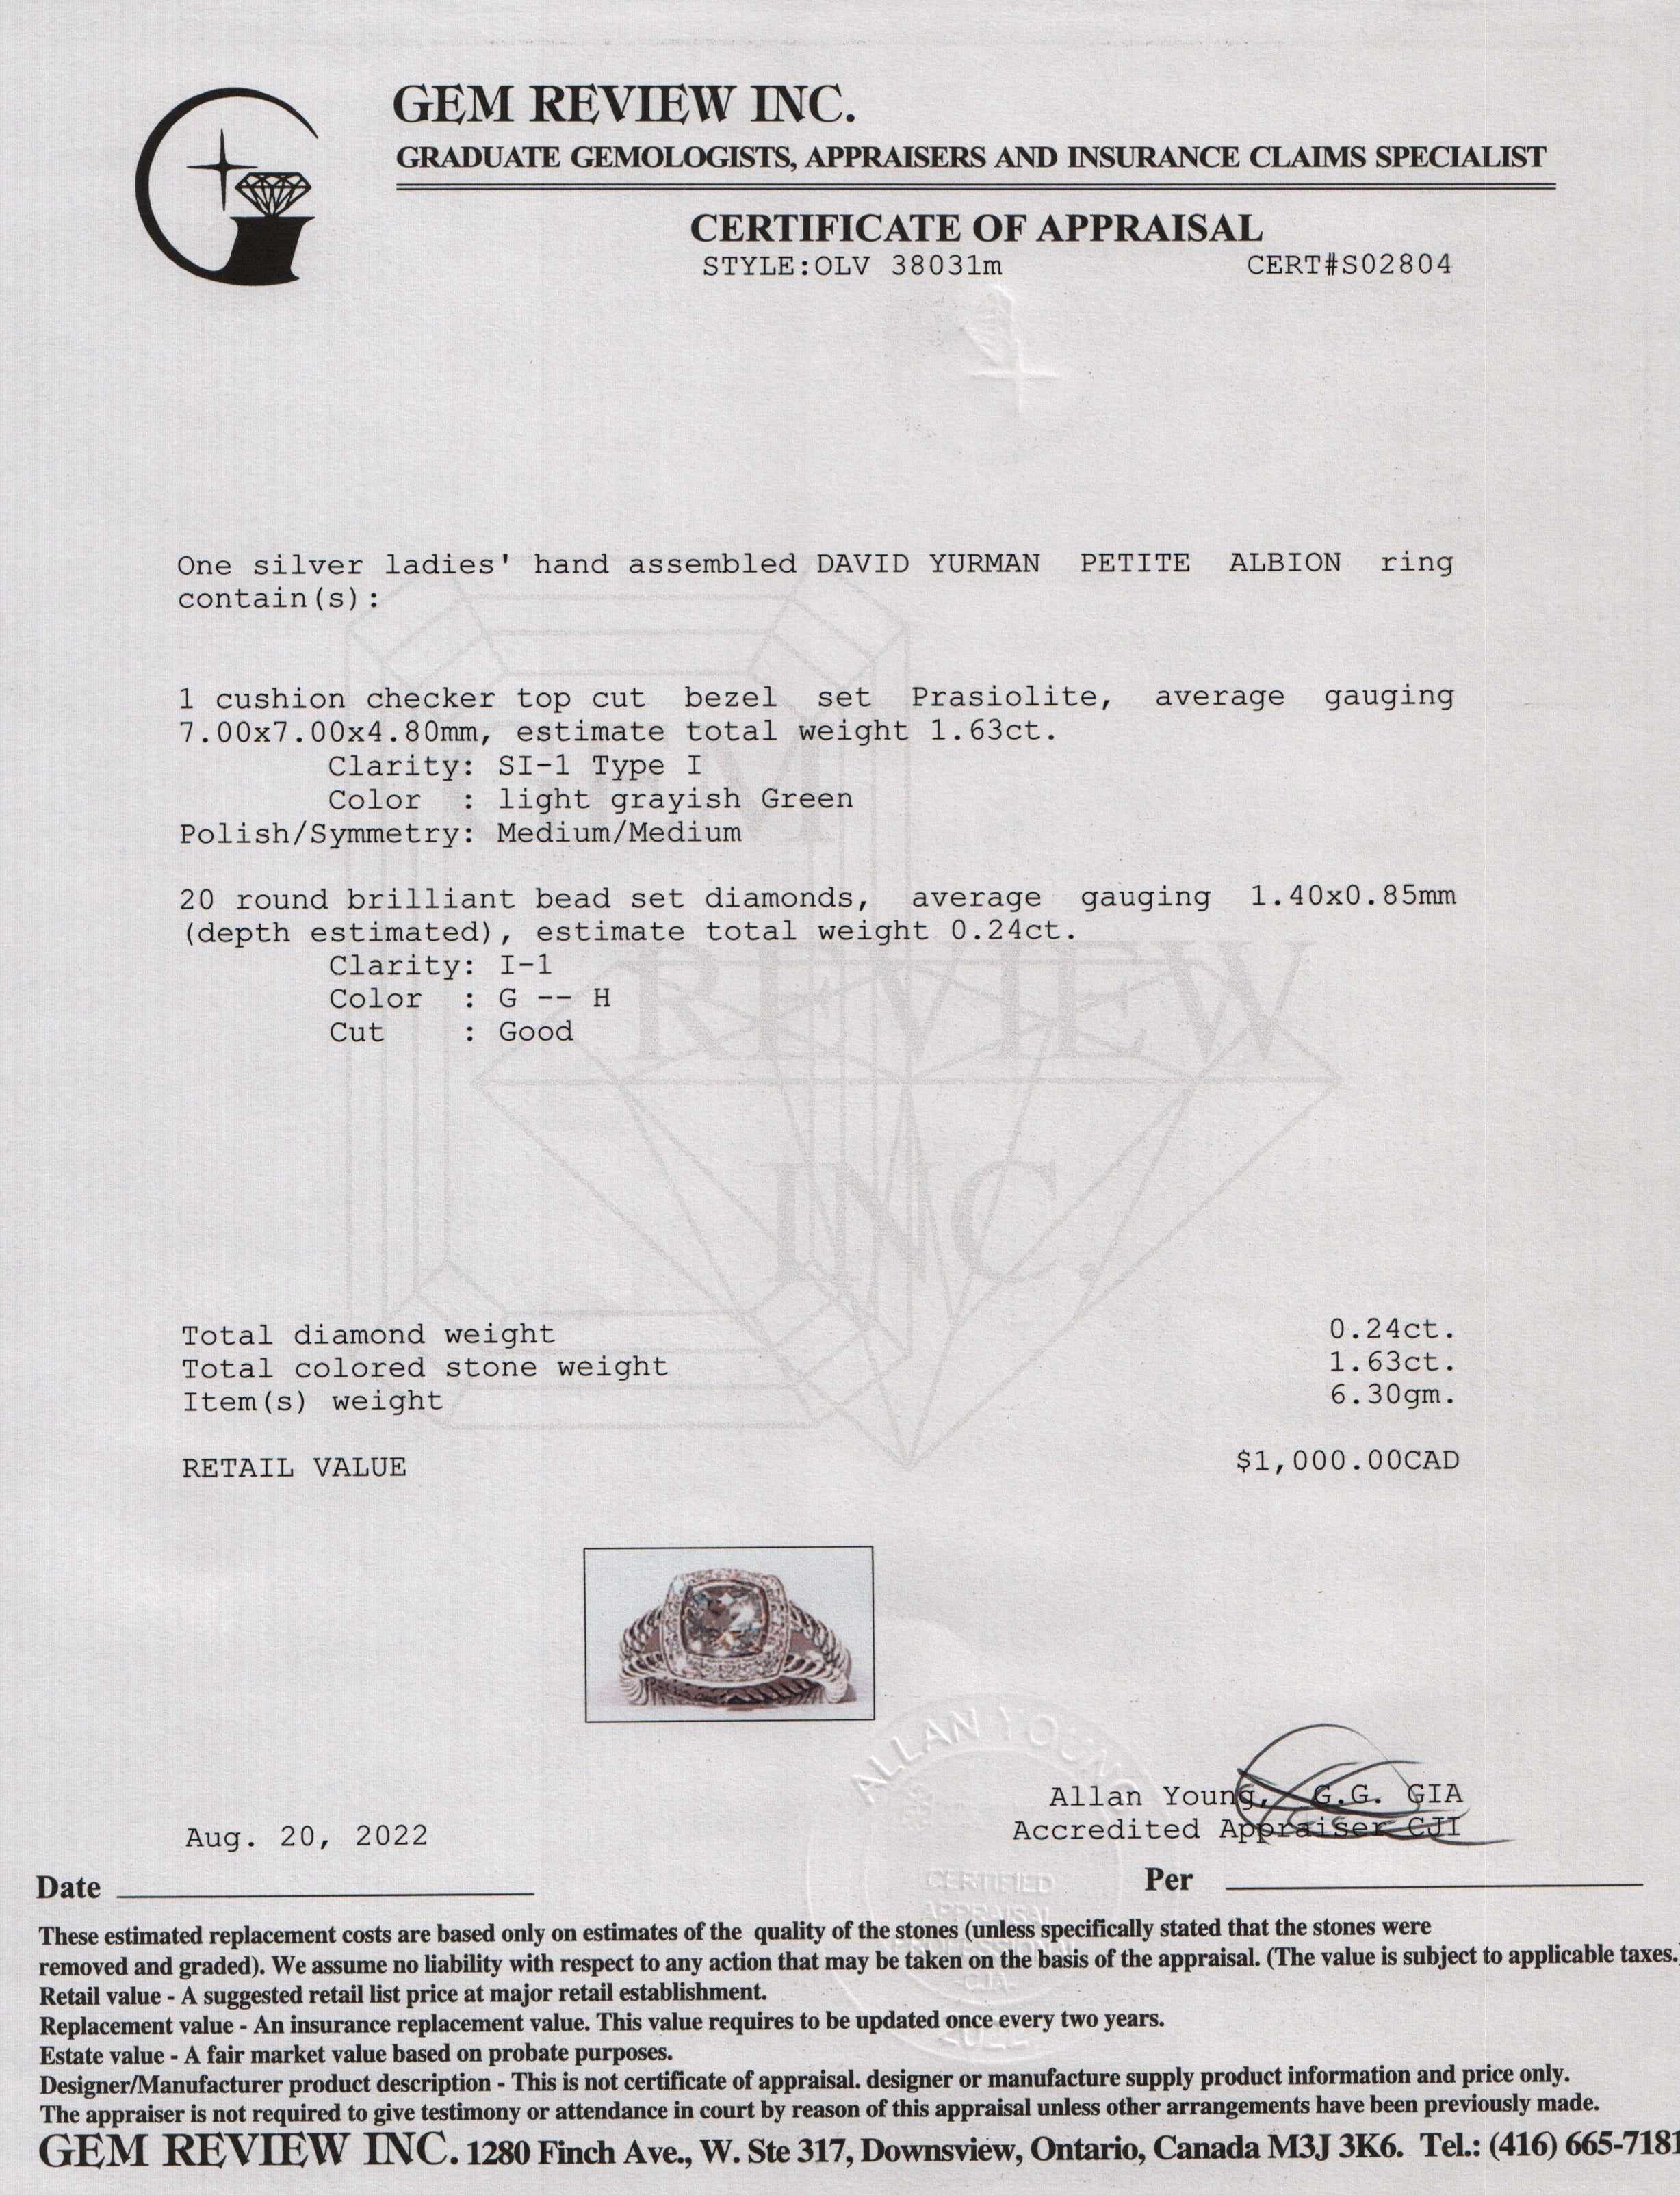 GEM REVIEW INC.
GRADUATE GEMOLOGISTS, APPRAISERS AND INSURANCE CLAIMS SPECIALIST
CERTIFICATE OF APPRAISAL
STYLE:OLV 38031m CERT#S02804
One silver ladies' hand assembled DAVID YURMAN PETITE ALBION ring
contain(s):
1 cushion checker top cut bezel set Prasiolite, average gauging
7.00x7.00x4.80mm, estimate total weight 1.63ct.
Clarity: SI-1 Type I
Color : light grayish Green
Polish/Symmetry: Medium/Medium
20 round brilliant bead set diamonds, average gauging 1.40x0.85mm
(depth estimated), estimate total weight 0.24ct.
Clarity: I-1
Color : G -- H
Cut : Good
GEM
REVIEW
INC.
Total diamond weight 0.24ct.
Total colored stone weight 1.63ct.
Item(s) weight 6.30gm.
RETAIL VALUE $1,000.00CAD
ALLAN YOUNG
CERTIFIED
APPRAISAL
PROFESSIONAL
-CJA-
2022
Allan Young, G.G. GIA
Accredited Appraiser CJI
Aug. 20, 2022
Date
Per
These estimated replacement costs are based only on estimates of the quality of the stones (unless specifically stated that the stones were
removed and graded). We assume no liability with respect to any action that may be taken on the basis of the appraisal. (The value is subject to applicable taxes.)
Retail value - A suggested retail list price at major retail establishment.
Replacement value - An insurance replacement value. This value requires to be updated once every two years.
Estate value - A fair market value based on probate purposes.
Designer/Manufacturer product description - This is not certificate of appraisal. designer or manufacture supply product information and price only.
The appraiser is not required to give testimony or attendance in court by reason of this appraisal unless other arrangements have been previously made.
GEM REVIEW INC. 1280 Finch Ave., W. Ste 317, Downsview, Ontario, Canada M3J 3K6. Tel.: (416) 665-7181